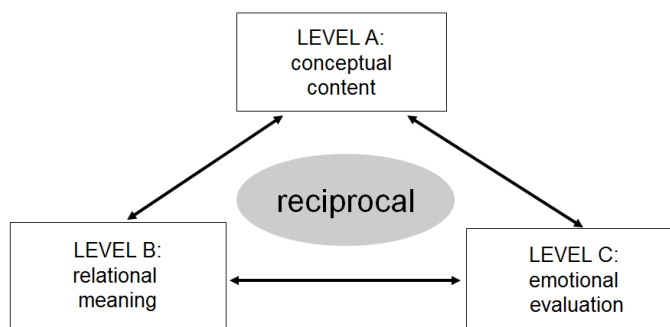 LEVEL A:
conceptual
content
reciprocal
LEVEL B:
relational
meaning
LEVEL C:
emotional
evaluation